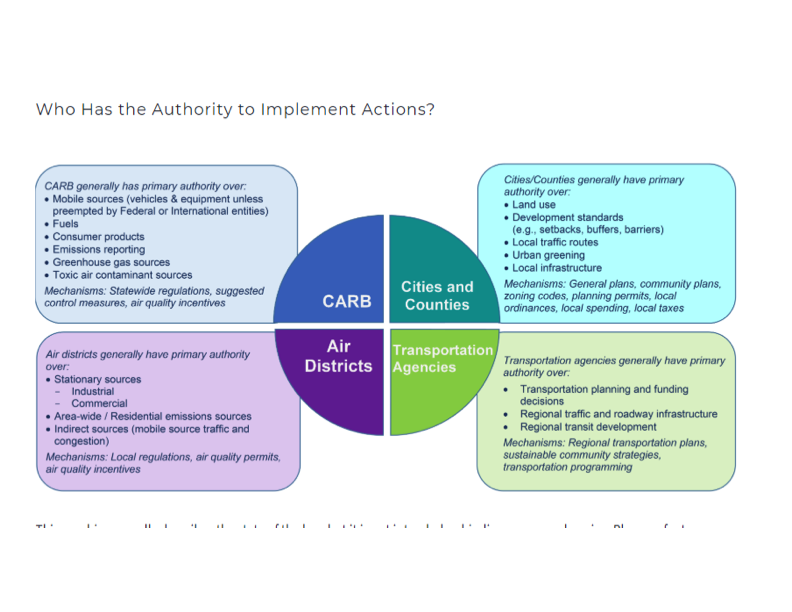 Who Has the Authority to Implement Actions?
CARB generally has primary authority over:
• Mobile sources (vehicles & equipment unless
preempted by Federal or International entities)
• Fuels
• Consumer products
• Emissions reporting
• Greenhouse gas sources
• Toxic air contaminant sources
Mechanisms: Statewide regulations, suggested
control measures, air quality incentives
Cities/Counties generally have primary
authority over:
• Land use
• Development standards
(e.g., setbacks, buffers, barriers)
• Local traffic routes
• Urban greening
• Local infrastructure
Mechanisms: General plans, community plans,
zoning codes, planning permits, local
ordinances, local spending, local taxes
CARB
Cities and
Counties
Air
Districts
Transportation
Agencies
Air districts generally have primary authority
over:
• Stationary sources
– Industrial
– Commercial
• Area-wide / Residential emissions sources
• Indirect sources (mobile source traffic and
congestion)
Mechanisms: Local regulations, air quality permits,
air quality incentives
Transportation agencies generally have primary
authority over:
• Transportation planning and funding
decisions
• Regional traffic and roadway infrastructure
• Regional transit development
Mechanisms: Regional transportation plans,
sustainable community strategies,
transportation programming